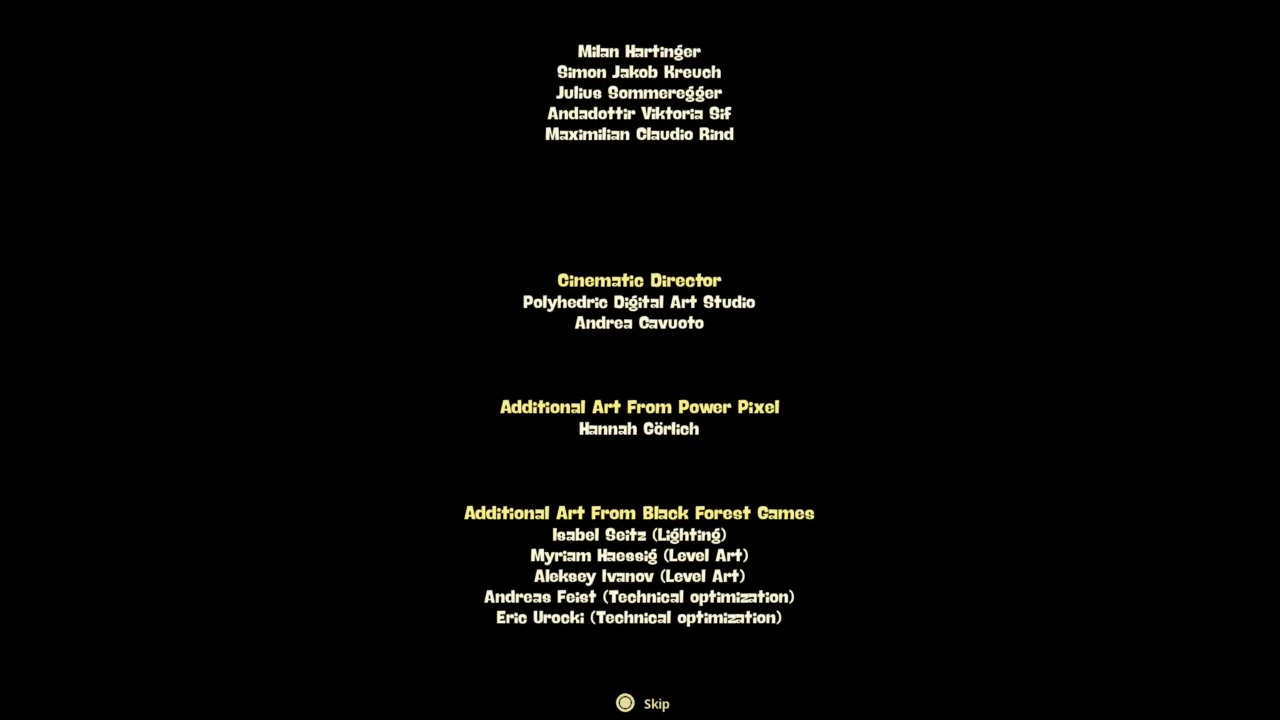 Milan Hartinger
Simon Jakob Kreuch
Julius Sommeregger
Andadottir Viktoria Sif
Maximilian Claudio Rind
Cinematic Director
Polyhedric Digital Art Studio
Andrea Cavuoto
Additional Art From Power Pixel
Hannah Görlich
Additional Art From Black Forest Games
Isabel Seitz (Lighting)
Myriam Haessig (Level Art)
Aleksey Ivanov (Level Art)
Andreas Feist (Technical optimization)
Eric Urocki (Technical optimization)
Skip